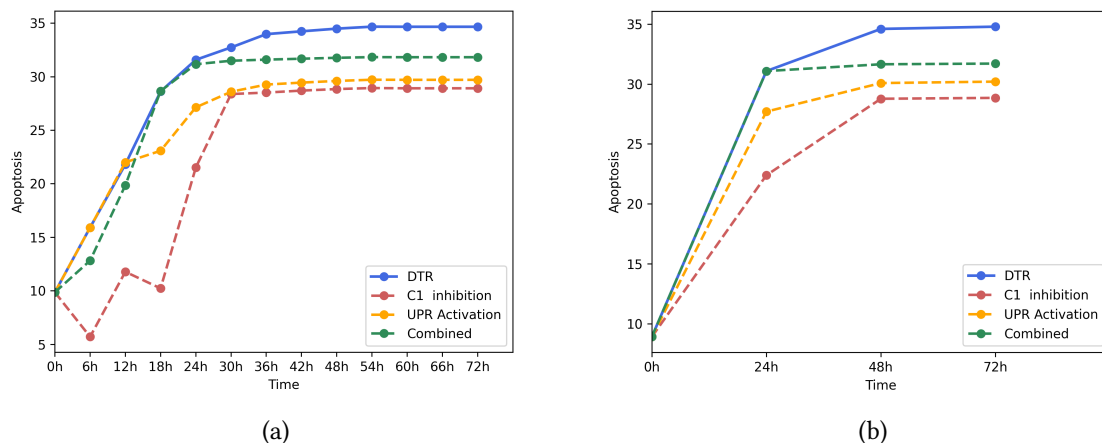 35
30
25
20
15
10
5
Apoptosis
0h 6h 12h 18h 24h 30h 36h 42h 48h 54h 60h 66h 72h
Time
DTR
C1 inhibition
UPR Activation
Combined
(a)
35
30
25
20
15
10
Apoptosis
0h 24h 48h 72h
Time
DTR
C1 inhibition
UPR Activation
Combined
(b)